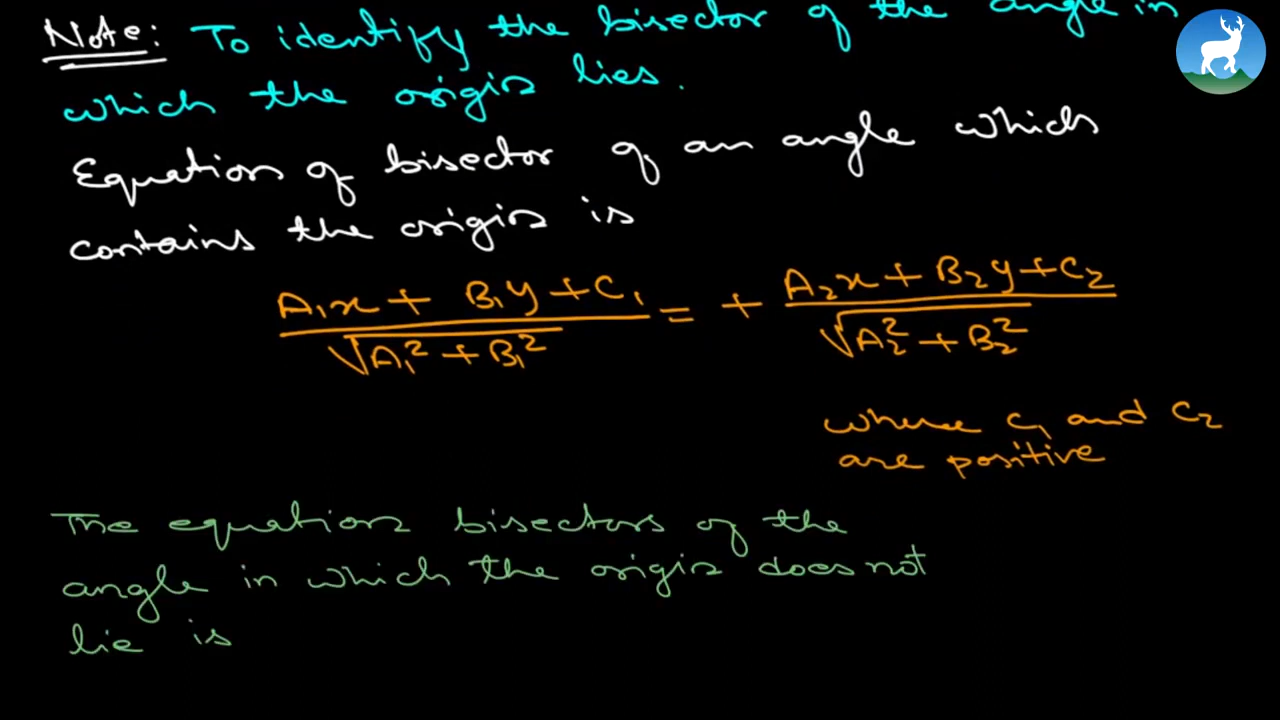 Note: To identify the bisector of the angle in
which the origin lies.
Equation of bisector of an angle which
contains the origin is
A₁x + B₁y + C₁ / √A₁² + B₁² = + A₂x + B₂y + C₂ / √A₂² + B₂²
where C₁ and C₂
are positive
The equation bisectors of the
angle in which the origin does not
lie is